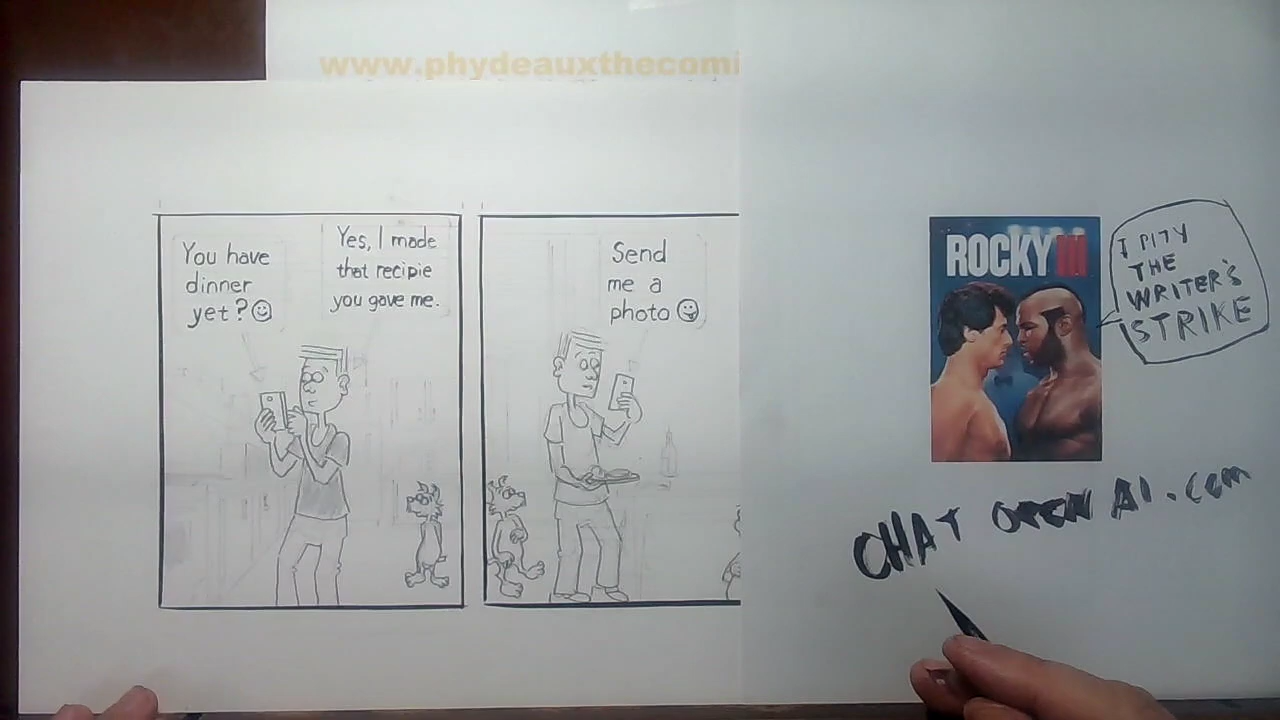 www.phydeauxthecomi
You have
dinner
yet? ☺
Yes, I made
that recipie
you gave me.
Send
me a
photo 😜
ROCKY III
I PITY
THE
WRITER'S
STRIKE
CHAT OPEN AI.com